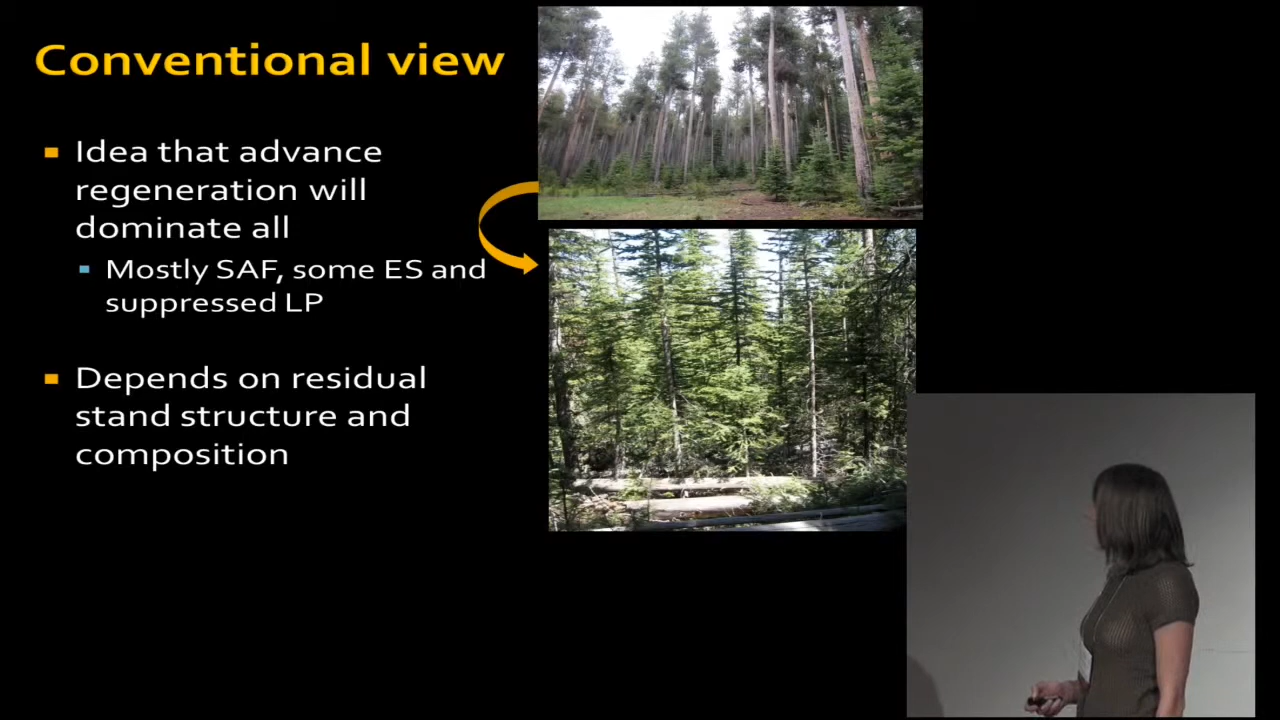 Conventional view
Idea that advance
regeneration will
dominate all
Mostly SAF, some ES and
suppressed LP
Depends on residual
stand structure and
composition